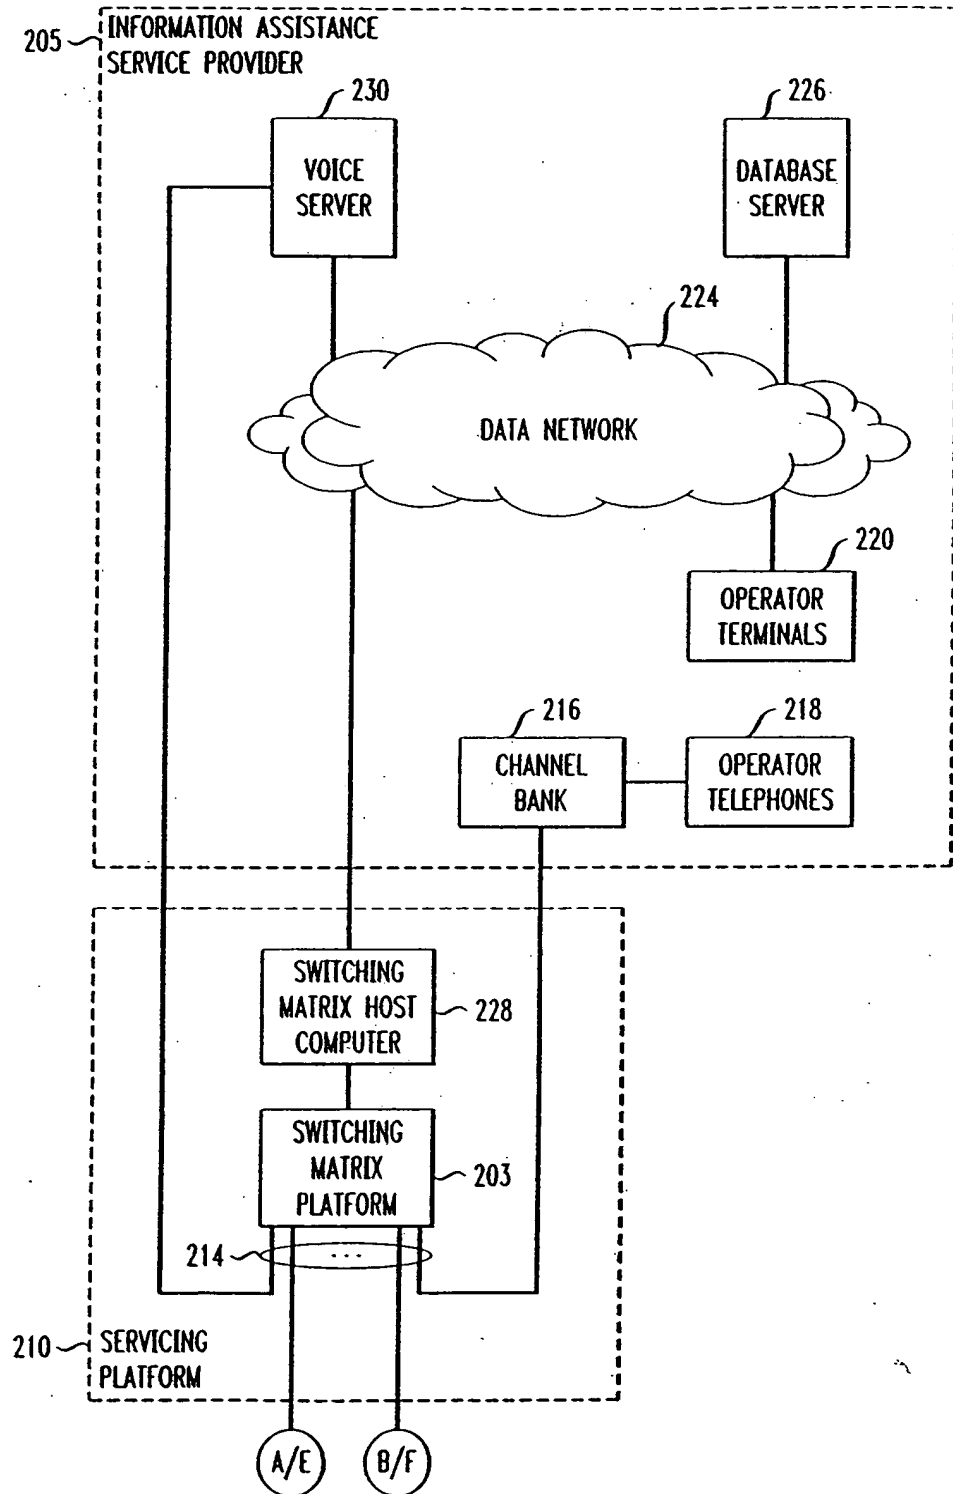 205
INFORMATION ASSISTANCE
SERVICE PROVIDER
230
226
VOICE
SERVER
DATABASE
SERVER
224
DATA NETWORK
220
OPERATOR
TERMINALS
216
218
CHANNEL
BANK
OPERATOR
TELEPHONES
SWITCHING
MATRIX HOST
COMPUTER
228
SWITCHING
MATRIX
PLATFORM
203
214
...
210
SERVICING
PLATFORM
A/E
B/F